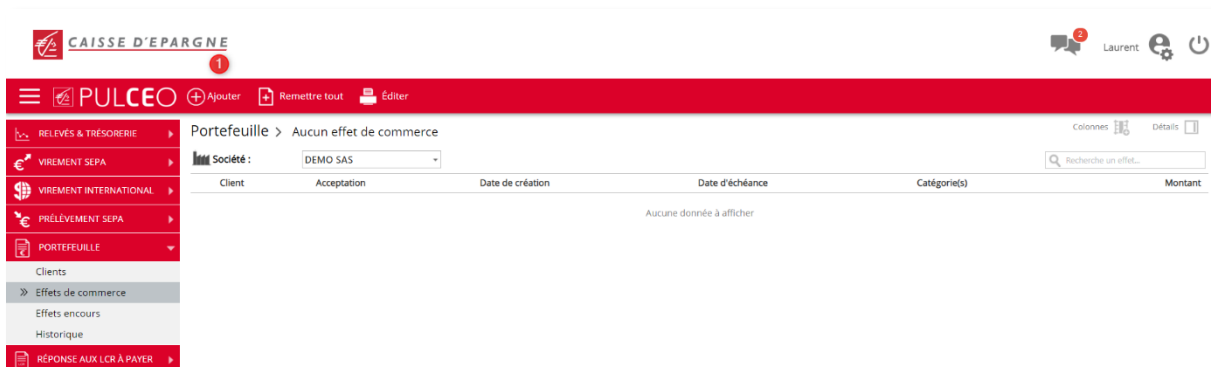 CAISSE D'EPARGNE
2
Laurent
1
PULCEO Ajouter Remettre tout Éditer
RELEVÉS & TRÉSORERIE
VIREMENT SEPA
VIREMENT INTERNATIONAL
PRÉLÈVEMENT SEPA
PORTEFEUILLE
Clients
Effets de commerce
Effets encours
Historique
RÉPONSE AUX LCR À PAYER
Portefeuille > Aucun effet de commerce
Colonnes Détails
Société : DEMO SAS
Recherche un effet...
Client Acceptation Date de création Date d'échéance Catégorie(s) Montant
Aucune donnée à afficher